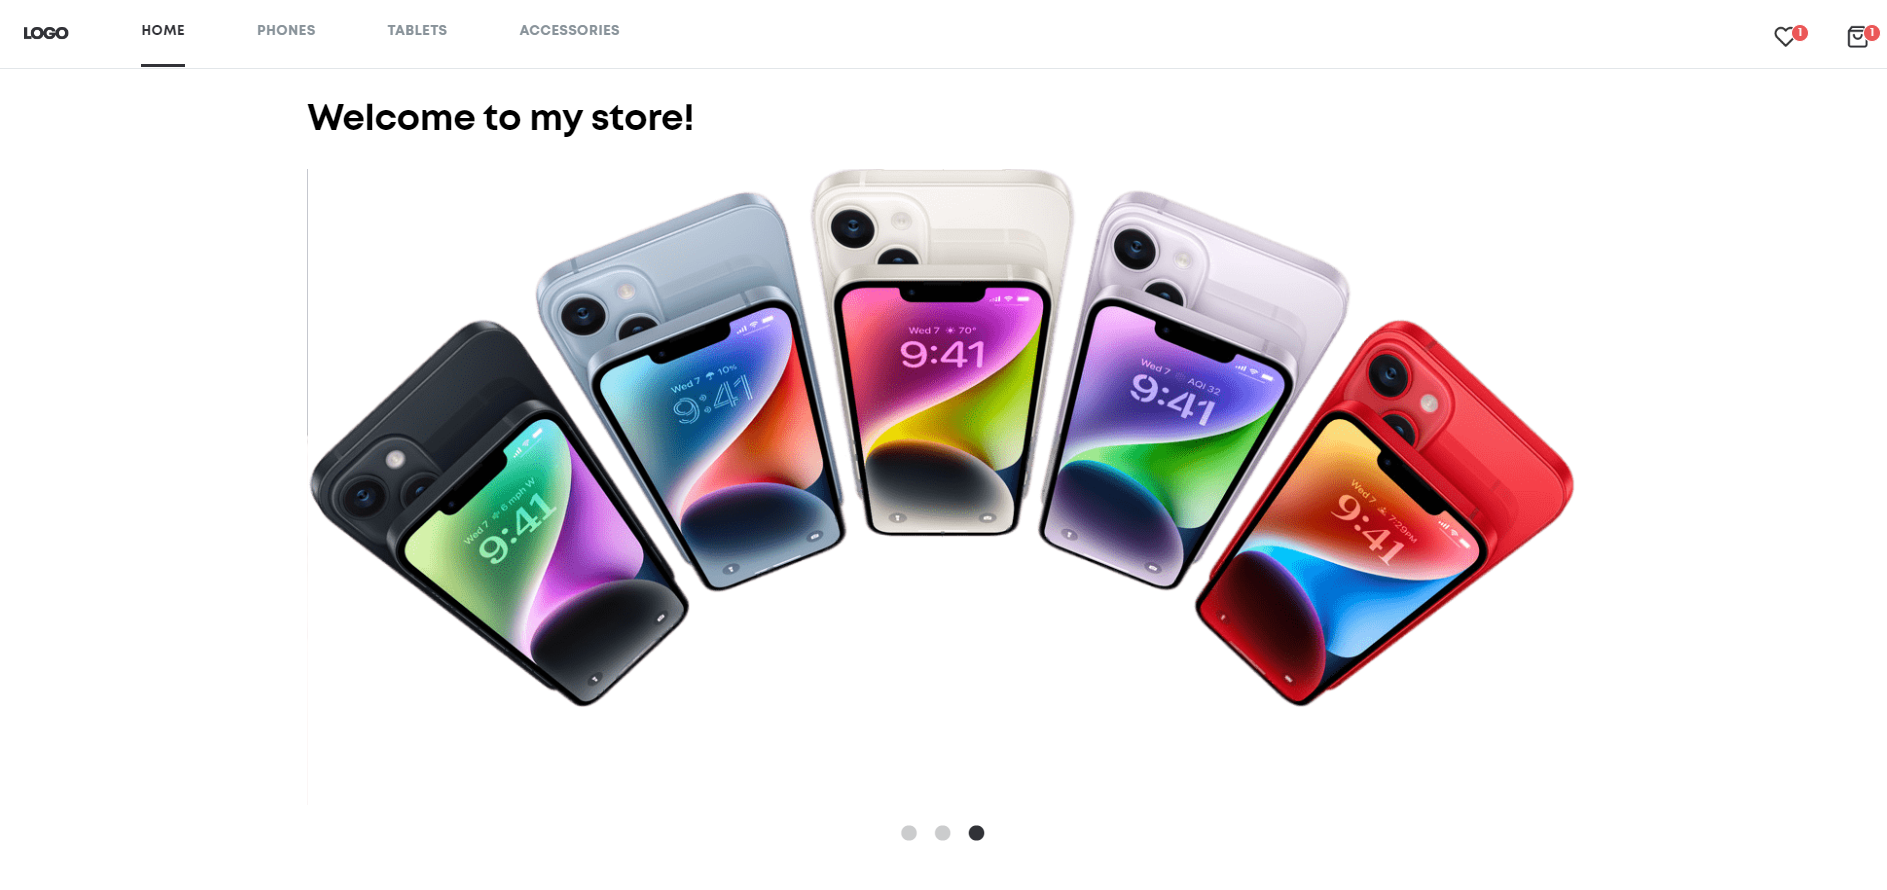 LOGO HOME PHONES TABLETS ACCESSORIES 1 1
Welcome to my store!
Wed 7 6 mph W
9:41
Wed 7 10%
9:41
Wed 7 70°
9:41
Wed 7 AQI 32
9:41
Wed 7 7:29PM
9:41